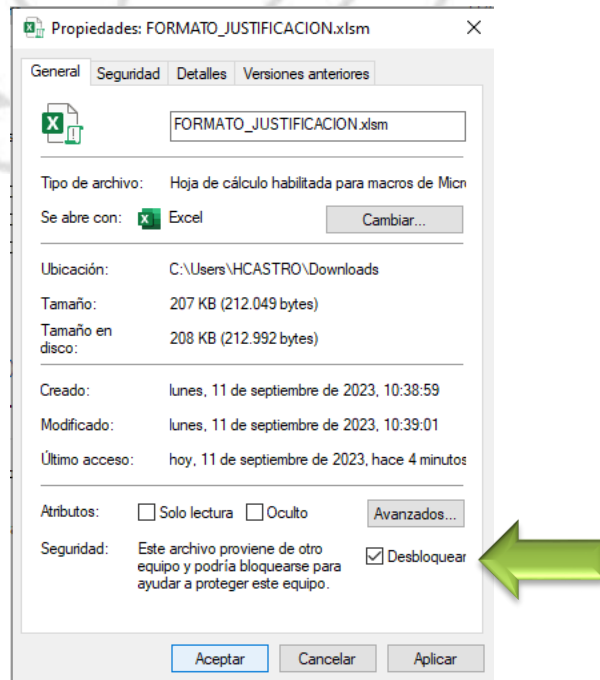 Propiedades: FORMATO_JUSTIFICACION.xlsm
General Seguridad Detalles Versiones anteriores
FORMATO_JUSTIFICACION.xlsm
Tipo de archivo: Hoja de cálculo habilitada para macros de Micr
Se abre con: Excel Cambiar...
Ubicación: C:\Users\HCASTRO\Downloads
Tamaño: 207 KB (212.049 bytes)
Tamaño en
disco: 208 KB (212.992 bytes)
Creado: lunes, 11 de septiembre de 2023, 10:38:59
Modificado: lunes, 11 de septiembre de 2023, 10:39:01
Último acceso: hoy, 11 de septiembre de 2023, hace 4 minutos
Atributos: Solo lectura Oculto Avanzados...
Seguridad: Este archivo proviene de otro
equipo y podría bloquearse para
ayudar a proteger este equipo.
Desbloquear
Aceptar Cancelar Aplicar